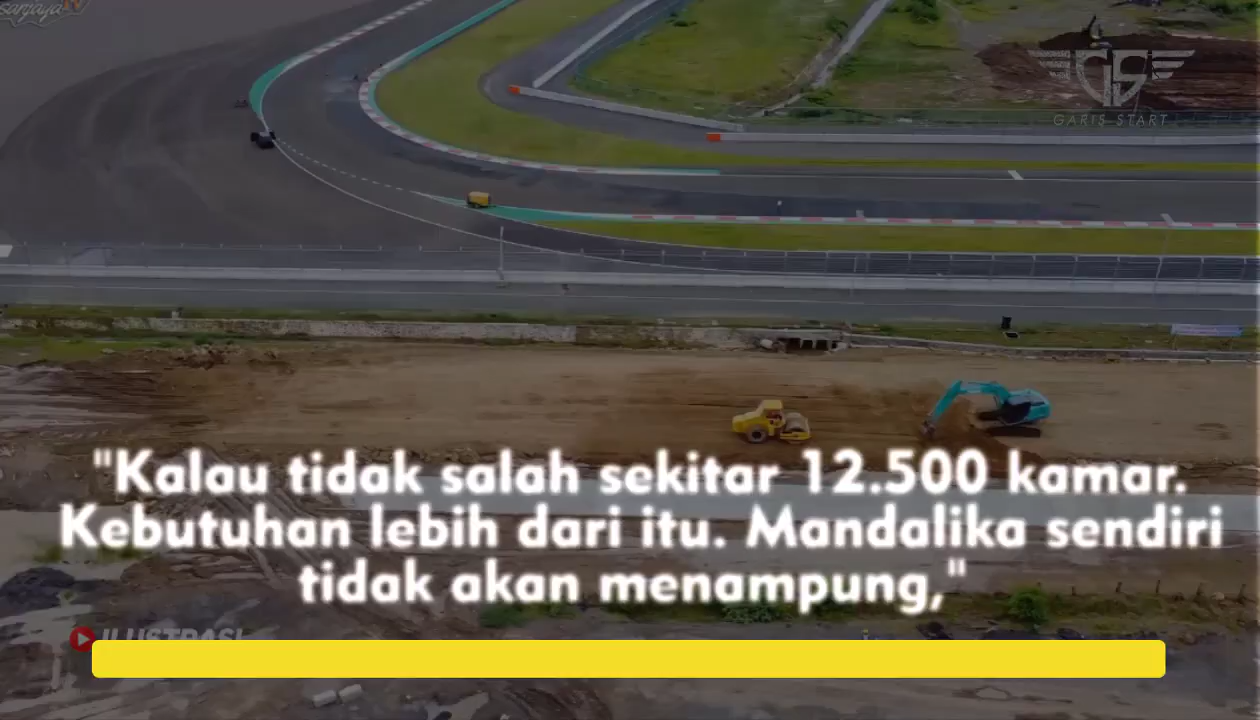 GARIS START
"Kalau tidak salah sekitar 12.500 kamar.
Kebutuhan lebih dari itu. Mandalika sendiri
tidak akan menampung,"
ILUSTRASI